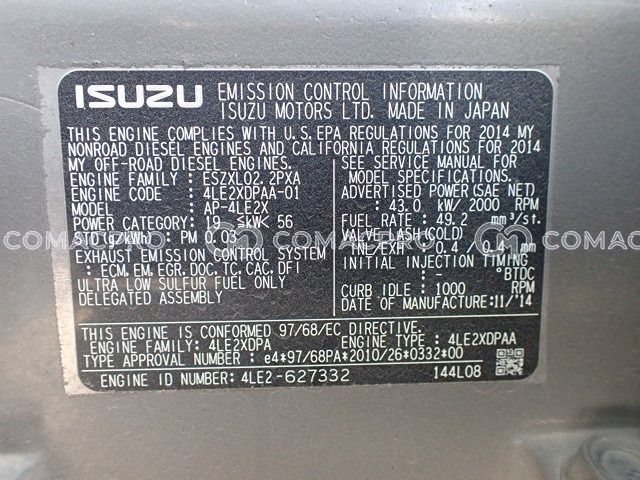 ISUZU EMISSION CONTROL INFORMATION
ISUZU MOTORS LTD. MADE IN JAPAN
THIS ENGINE COMPLIES WITH U.S.EPA REGULATIONS FOR 2014 MY
NONROAD DIESEL ENGINES AND CALIFORNIA REGULATIONS FOR 2014
MY OFF-ROAD DIESEL ENGINES.
ENGINE FAMILY : ESZXL02.2PXA
ENGINE CODE : 4LE2XDPAA-01
MODEL : AP-4LE2X
POWER CATEGORY: 19 ≤kW< 56
STD (g/kWh) : PM 0.03
EXHAUST EMISSION CONTROL SYSTEM
: ECM, EM, EGR, DOC, TC, CAC, DFI
ULTRA LOW SULFUR FUEL ONLY
DELEGATED ASSEMBLY
SEE SERVICE MANUAL FOR
MODEL SPECIFICATIONS.
ADVERTISED POWER(SAE NET)
: 43.0 kW/ 2000 RPM
FUEL RATE : 49.2 mm³/st.
VALVE LASH(COLD)
IN/EXH : 0.4 / 0.4 mm
INITIAL INJECTION TIMING
: - °BTDC
CURB IDLE : 1000 RPM
DATE OF MANUFACTURE:11/'14
THIS ENGINE IS CONFORMED 97/68/EC DIRECTIVE.
ENGINE FAMILY: 4LE2XDPA ENGINE TYPE: 4LE2XDPAA
TYPE APPROVAL NUMBER : e4*97/68PA*2010/26*0332*00
ENGINE ID NUMBER: 4LE2-627332 144L08
COMACPRO COMACPRO COMACPRO